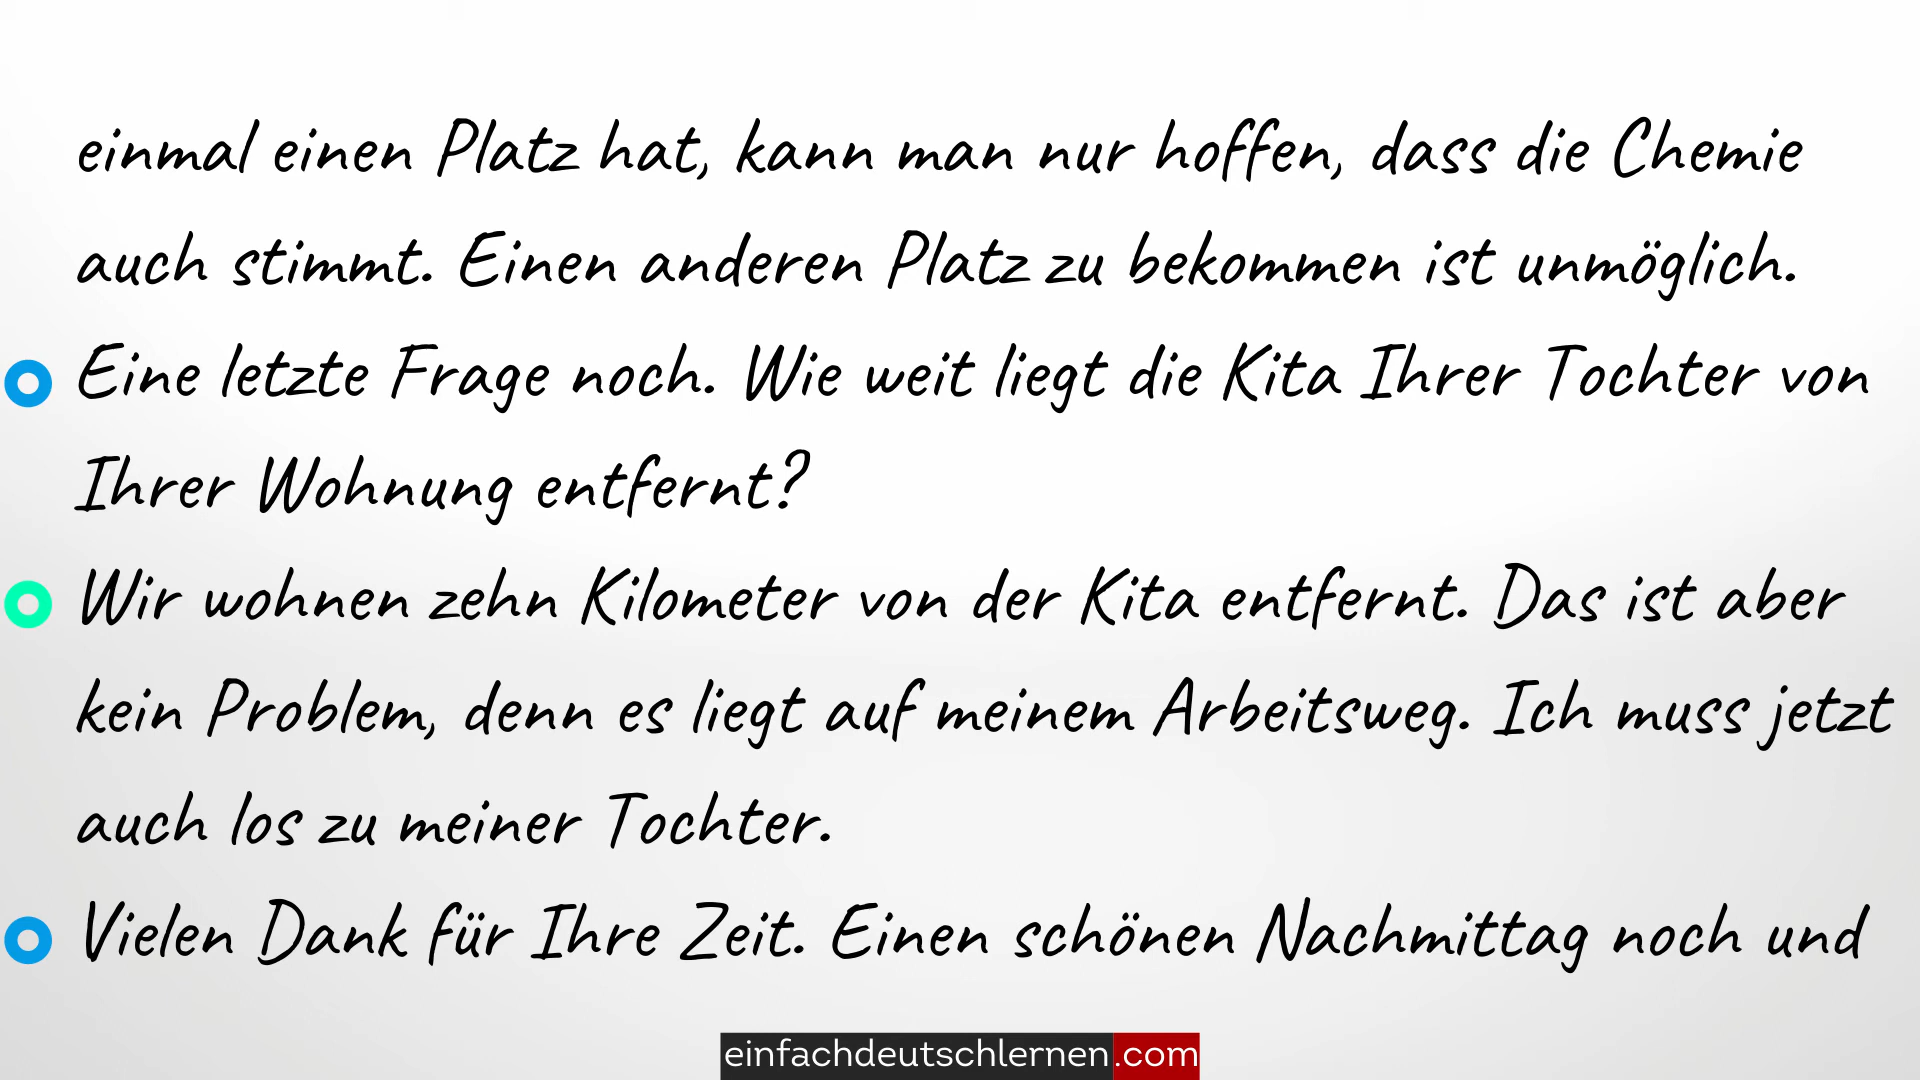 einmal einen Platz hat, kann man nur hoffen, dass die Chemie
auch stimmt. Einen anderen Platz zu bekommen ist unmöglich.
Eine letzte Frage noch. Wie weit liegt die Kita Ihrer Tochter von
Ihrer Wohnung entfernt?
Wir wohnen zehn Kilometer von der Kita entfernt. Das ist aber
kein Problem, denn es liegt auf meinem Arbeitsweg. Ich muss jetzt
auch los zu meiner Tochter.
Vielen Dank für Ihre Zeit. Einen schönen Nachmittag noch und
einfachdeutschlernen.com